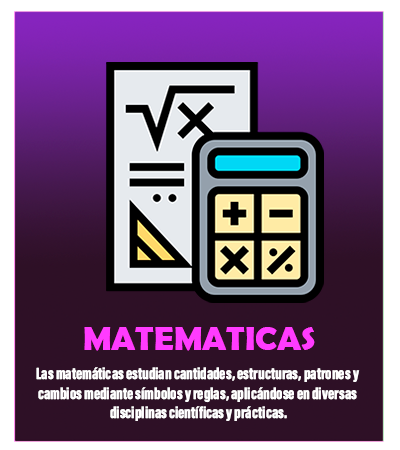 √x
+ −
× %
MATEMATICAS
Las matemáticas estudian cantidades, estructuras, patrones y
cambios mediante símbolos y reglas, aplicándose en diversas
disciplinas científicas y prácticas.